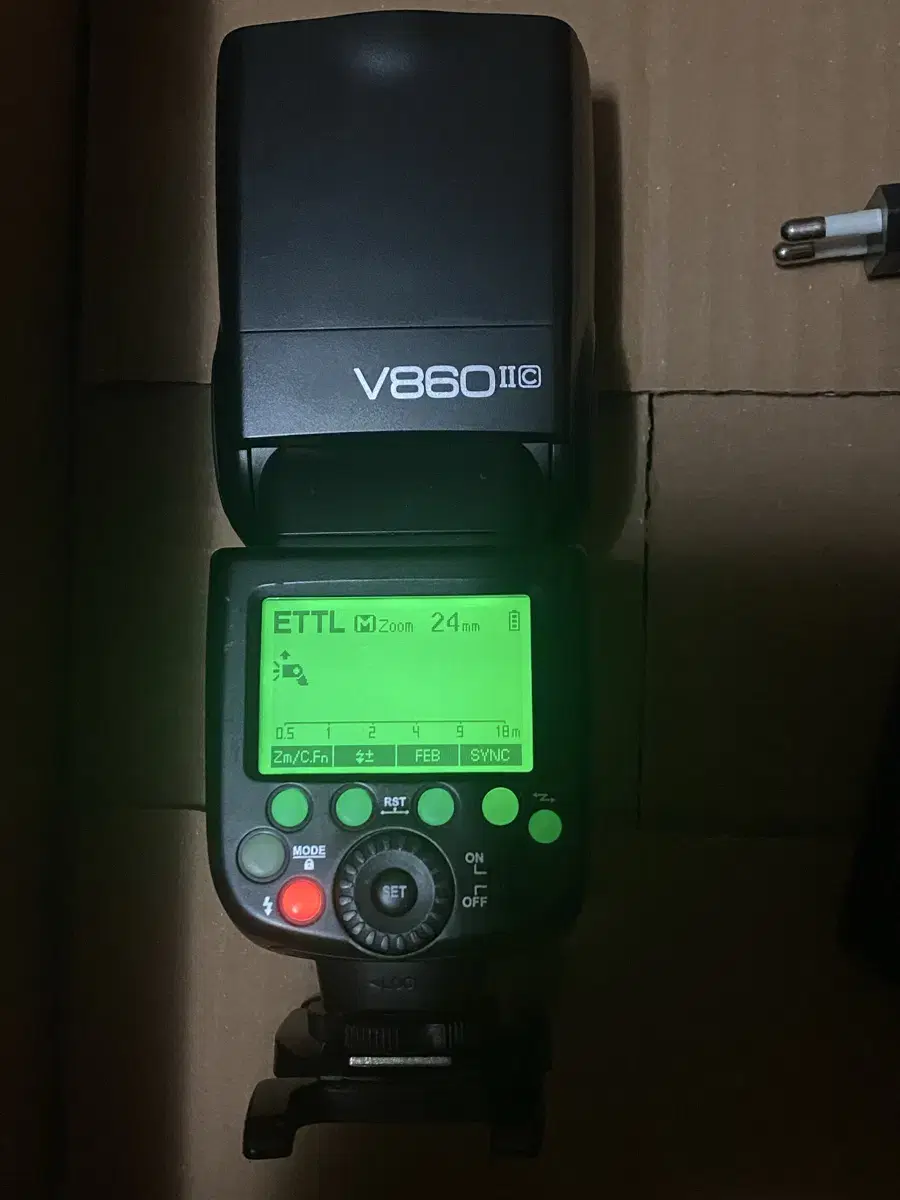 V860IIC
ETTL M Zoom 24mm
0.5 1 2 4 9 18m
Zm/C.Fn ± FEB SYNC
RST
MODE
ON
SET
OFF
◄LOCK